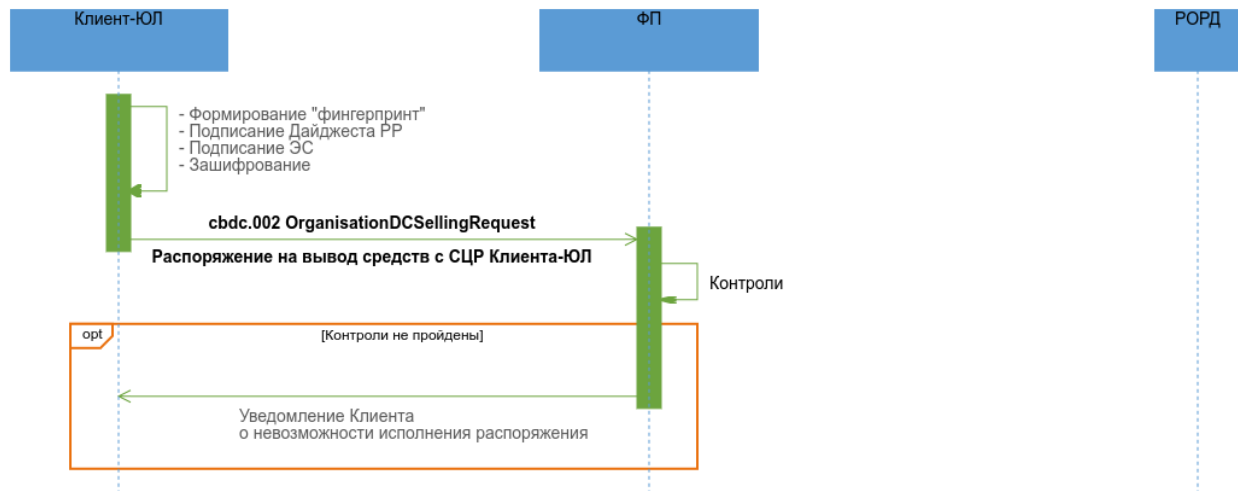 Клиент-ЮЛ
ФП
РОРД
- Формирование "фингерпринт"
- Подписание Дайджеста РР
- Подписание ЭС
- Зашифрование
cbdc.002 OrganisationDCSellingRequest
Распоряжение на вывод средств с СЦР Клиента-ЮЛ
Контроли
opt
[Контроли не пройдены]
Уведомление Клиента
о невозможности исполнения распоряжения